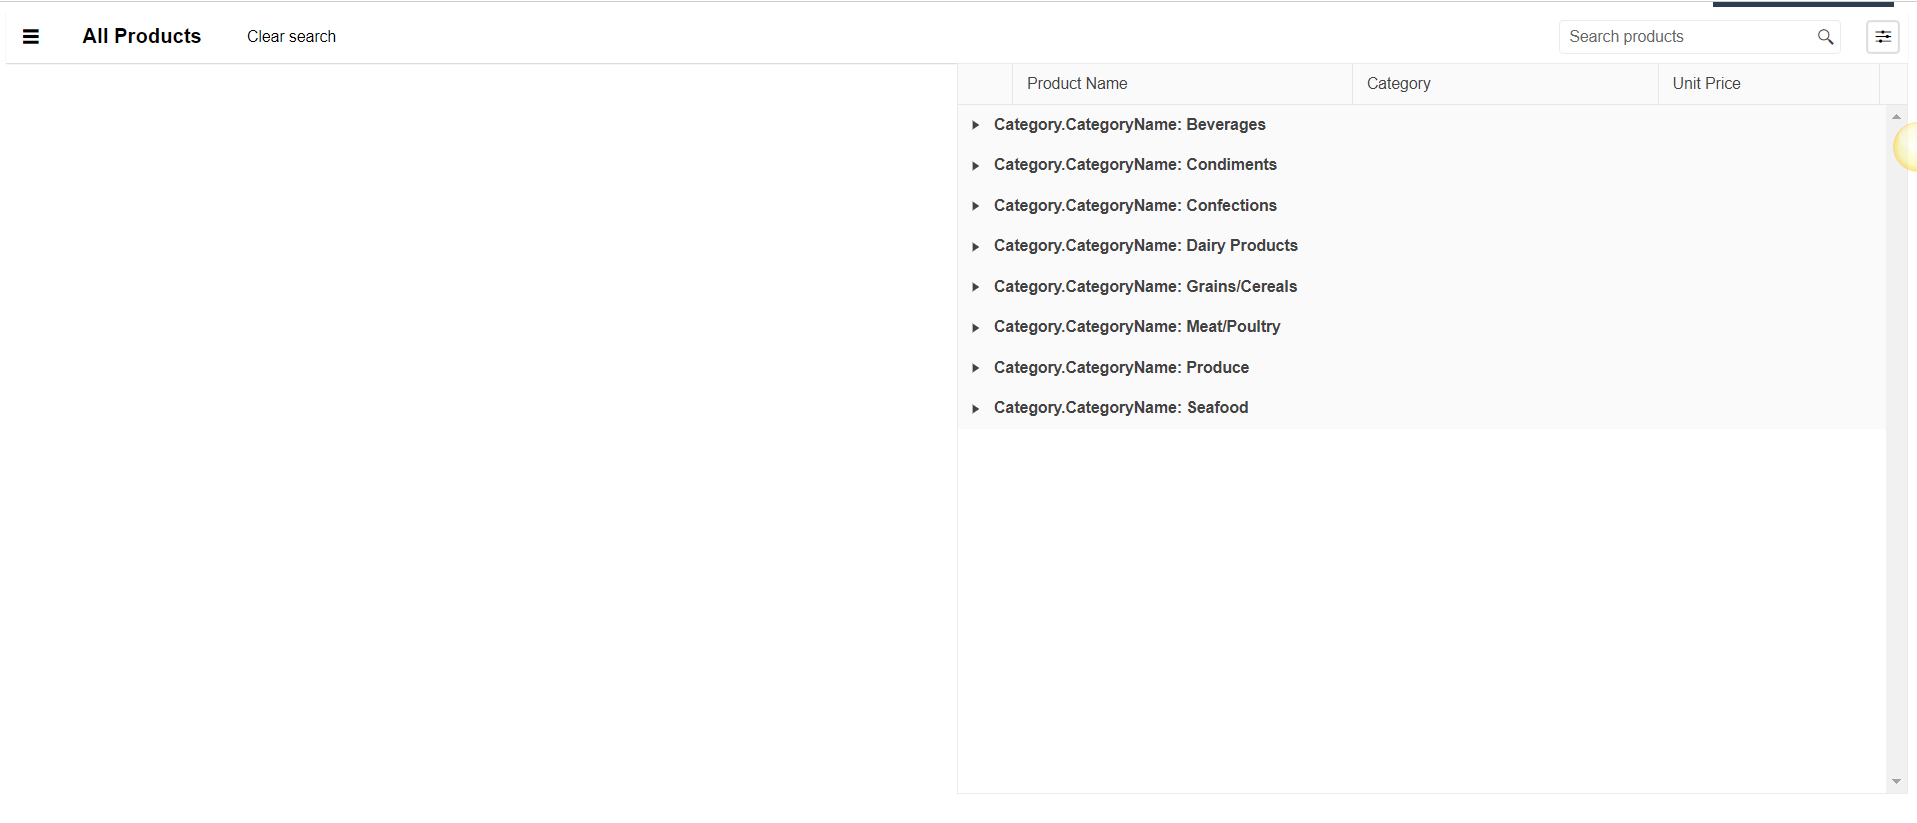 All Products Clear search Search products
Product Name Category Unit Price
Category.CategoryName: Beverages
Category.CategoryName: Condiments
Category.CategoryName: Confections
Category.CategoryName: Dairy Products
Category.CategoryName: Grains/Cereals
Category.CategoryName: Meat/Poultry
Category.CategoryName: Produce
Category.CategoryName: Seafood